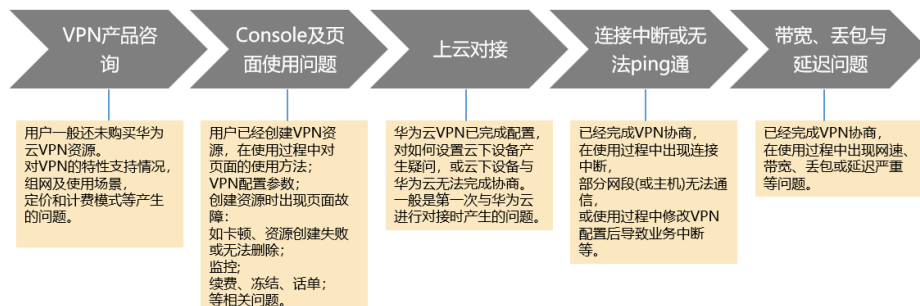 VPN产品咨
询
Console及页
面使用问题
上云对接
连接中断或无
法ping通
带宽、丢包与
延迟问题
用户一般还未购买华为
云VPN资源。
对VPN的特性支持情况,
组网及使用场景,
定价和计费模式等产生
的问题。
用户已经创建VPN资
源，在使用过程中对
页面的使用方法；
VPN配置参数；
创建资源时出现页面故
障：
如卡顿、资源创建失败
或无法删除；
监控;
续费、冻结、话单；
等相关问题。
华为云VPN已完成配置，
对如何设置云下设备产
生疑问，或云下设备与
华为云无法完成协商。
一般是第一次与华为云
进行对接时产生的问题。
已经完成VPN协商，
在使用过程中出现连接
中断，
部分网段(或主机)无法通
信，
或使用过程中修改VPN
配置后导致业务中断
等。
已经完成VPN协商，
在使用过程中出现网速、
带宽、丢包或延迟严重
等问题。